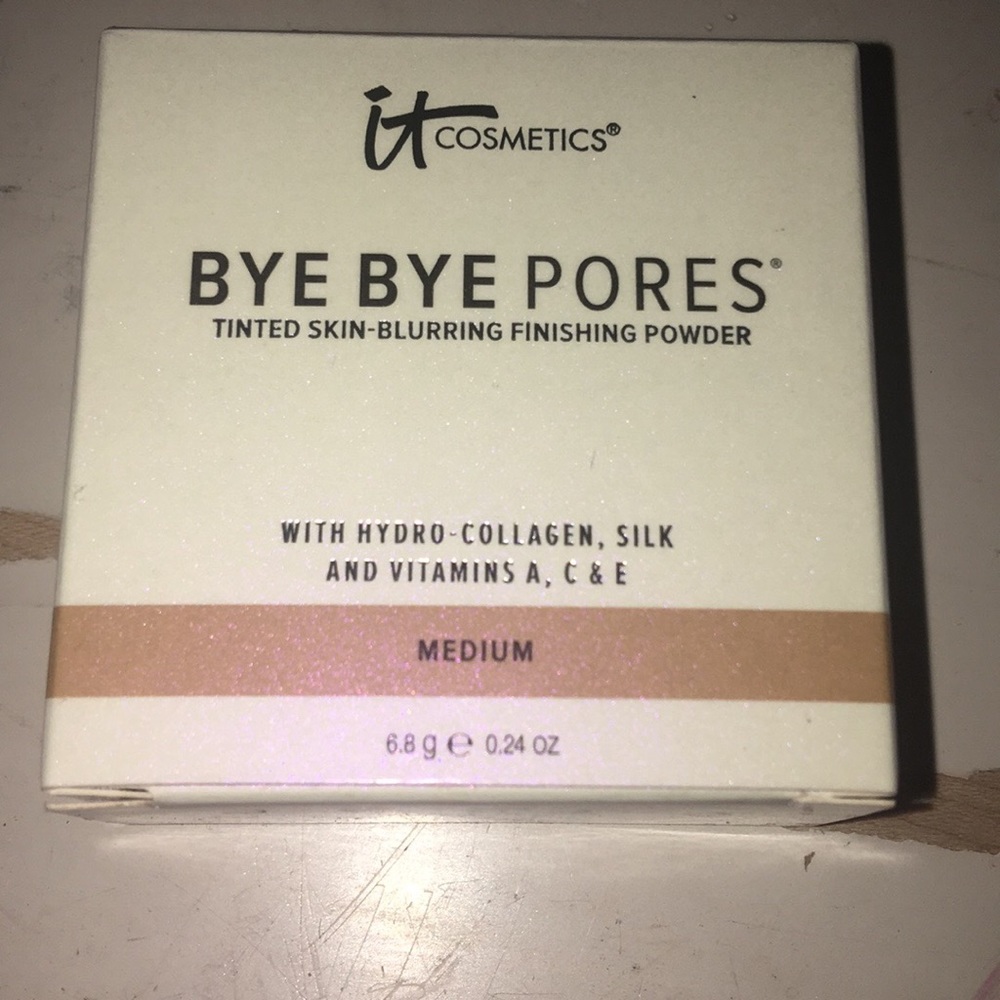 it COSMETICS®
BYE BYE PORES®
TINTED SKIN-BLURRING FINISHING POWDER
WITH HYDRO-COLLAGEN, SILK
AND VITAMINS A, C & E
MEDIUM
6.8 g ℮ 0.24 OZ